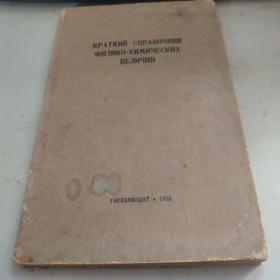 КРАТКИЙ СПРАВОЧНИК
ФИЗИКО-ХИМИЧЕСКИХ
ВЕЛИЧИН
ГОСХИМИЗДАТ • 1955